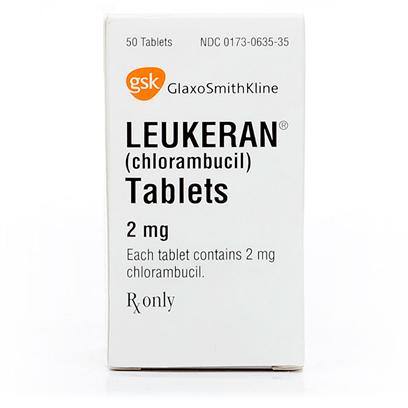 50 Tablets NDC 0173-0635-35
gsk GlaxoSmithKline
LEUKERAN®
(chlorambucil)
Tablets
2 mg
Each tablet contains 2 mg
chlorambucil.
Rx only